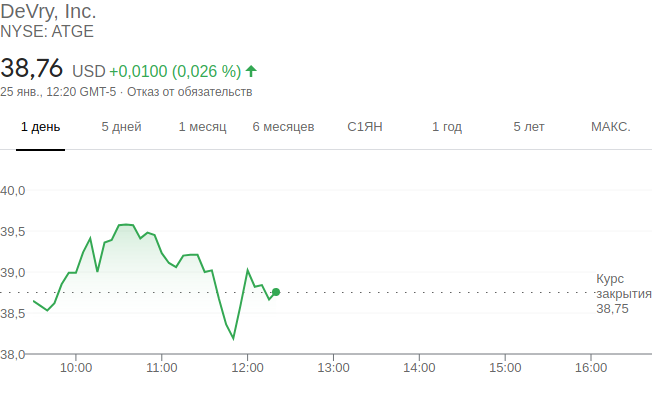 DeVry, Inc.
NYSE: ATGE
38,76 USD +0,0100 (0,026 %)
25 янв., 12:20 GMT-5 · Отказ от обязательств
1 день 5 дней 1 месяц 6 месяцев С1ЯН 1 год 5 лет МАКС.
40,0
39,5
39,0
Курс
закрытия
38,75
38,5
38,0
10:00 11:00 12:00 13:00 14:00 15:00 16:00